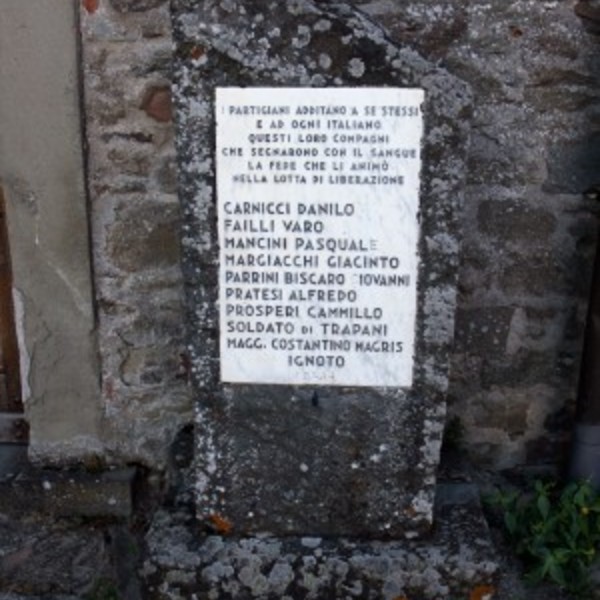 I PARTIGIANI ADDITANO A SE STESSI
E AD OGNI ITALIANO
QUESTI LORO COMPAGNI
CHE SEGNARONO CON IL SANGUE
LA FEDE CHE LI ANIMÒ
NELLA LOTTA DI LIBERAZIONE
CARNICCI DANILO
FAILLI VARO
MANCINI PASQUALE
MARGIACCHI GIACINTO
PARRINI BISCARO GIOVANNI
PRATESI ALFREDO
PROSPERI CAMMILLO
SOLDATO DI TRAPANI
MAGG. COSTANTINO MAGRIS
IGNOTO